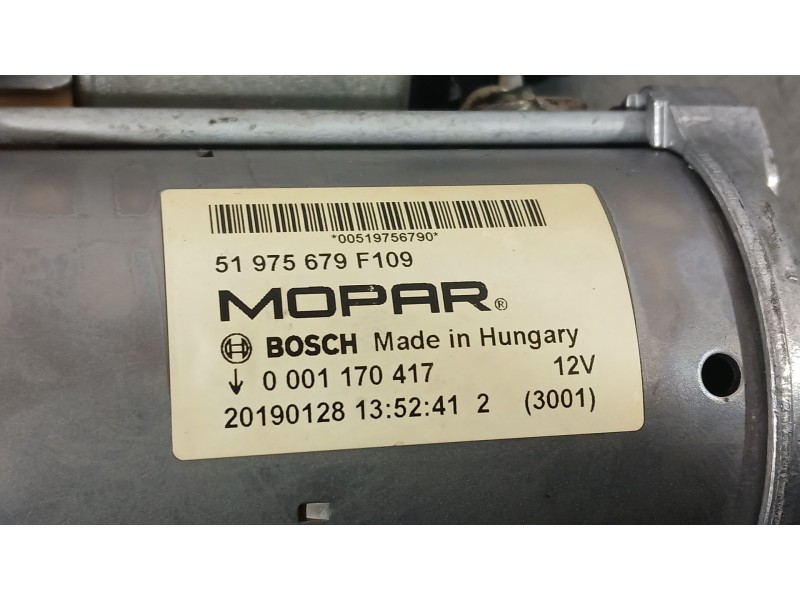 *00519756790*
51 975 679 F109
MOPAR®
BOSCH Made in Hungary
↓ 0 001 170 417 12V
20190128 13:52:41 2 (3001)